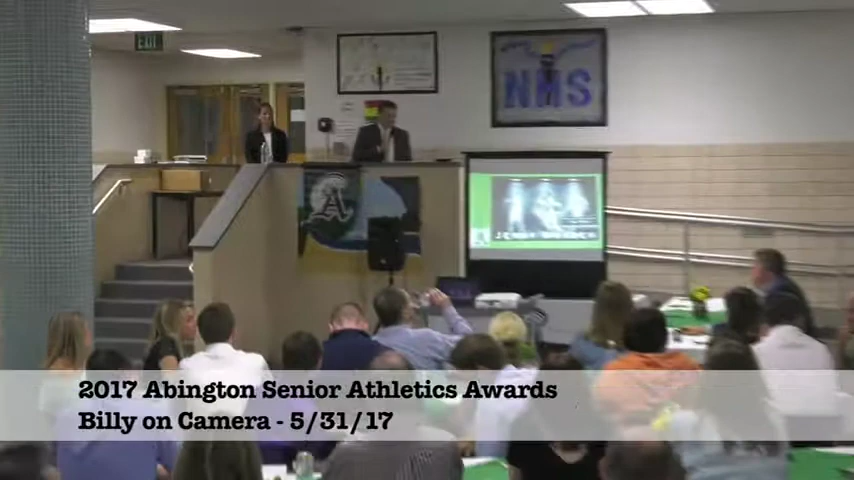 EXIT
NMS
A
2017 Abington Senior Athletics Awards
Billy on Camera - 5/31/17